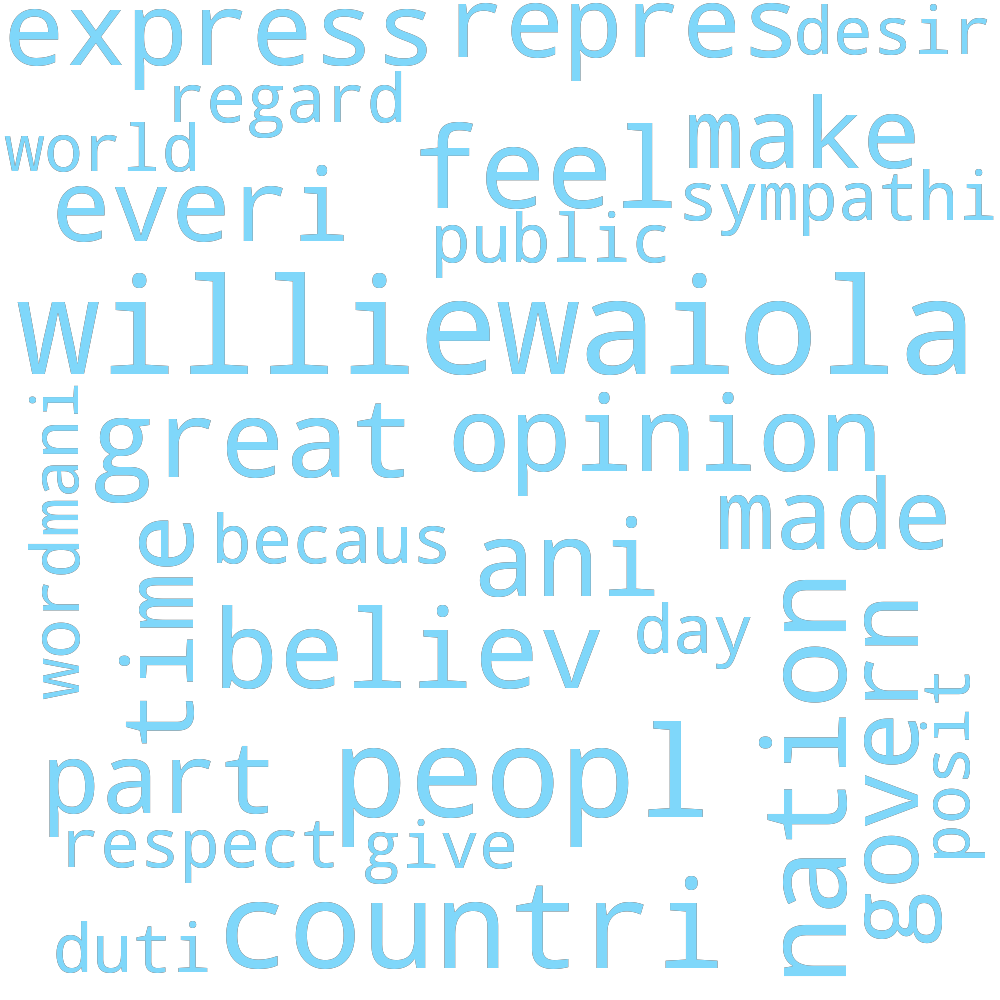 express repres desir
regard
world feel make
everi sympathi
public
williewaiola
wordmani great opinion
made
time becaus ani
believ day
nation govern posit
part peopl
respect give
duti countri